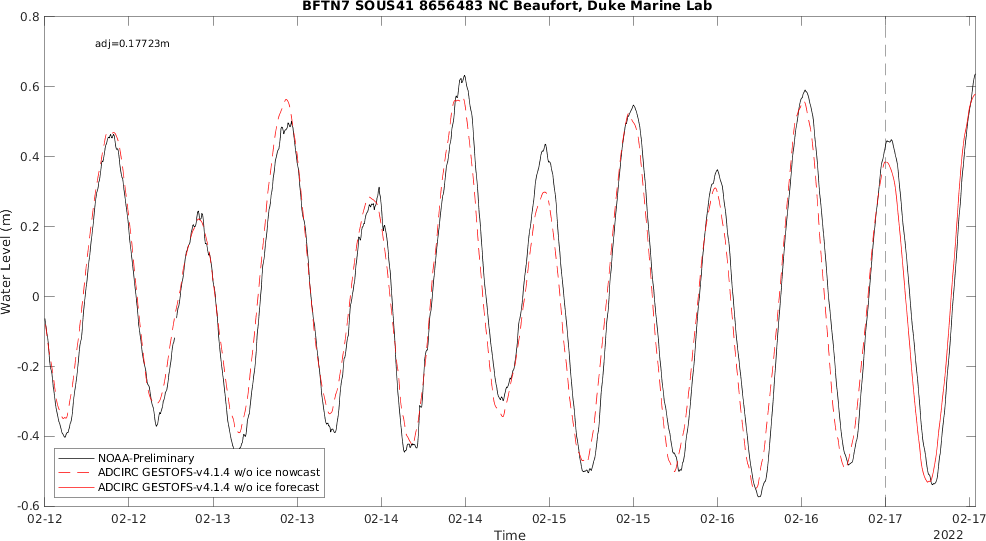 BFTN7 SOUS41 8656483 NC Beaufort, Duke Marine Lab
adj=0.17723m
0.8
0.6
0.4
0.2
0
-0.2
-0.4
-0.6
Water Level (m)
NOAA-Preliminary
ADCIRC GESTOFS-v4.1.4 w/o ice nowcast
ADCIRC GESTOFS-v4.1.4 w/o ice forecast
02-12 02-12 02-13 02-13 02-14 02-14 02-15 02-15 02-16 02-16 02-17 02-17
Time
2022